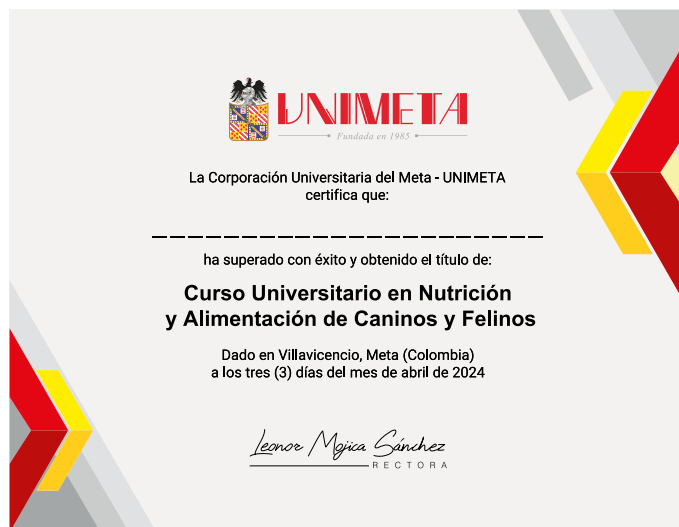 UNIMETA
Fundada en 1985
La Corporación Universitaria del Meta - UNIMETA
certifica que:
ha superado con éxito y obtenido el título de:
Curso Universitario en Nutrición
y Alimentación de Caninos y Felinos
Dado en Villavicencio, Meta (Colombia)
a los tres (3) días del mes de abril de 2024
Leonor Mojica Sánchez
RECTORA